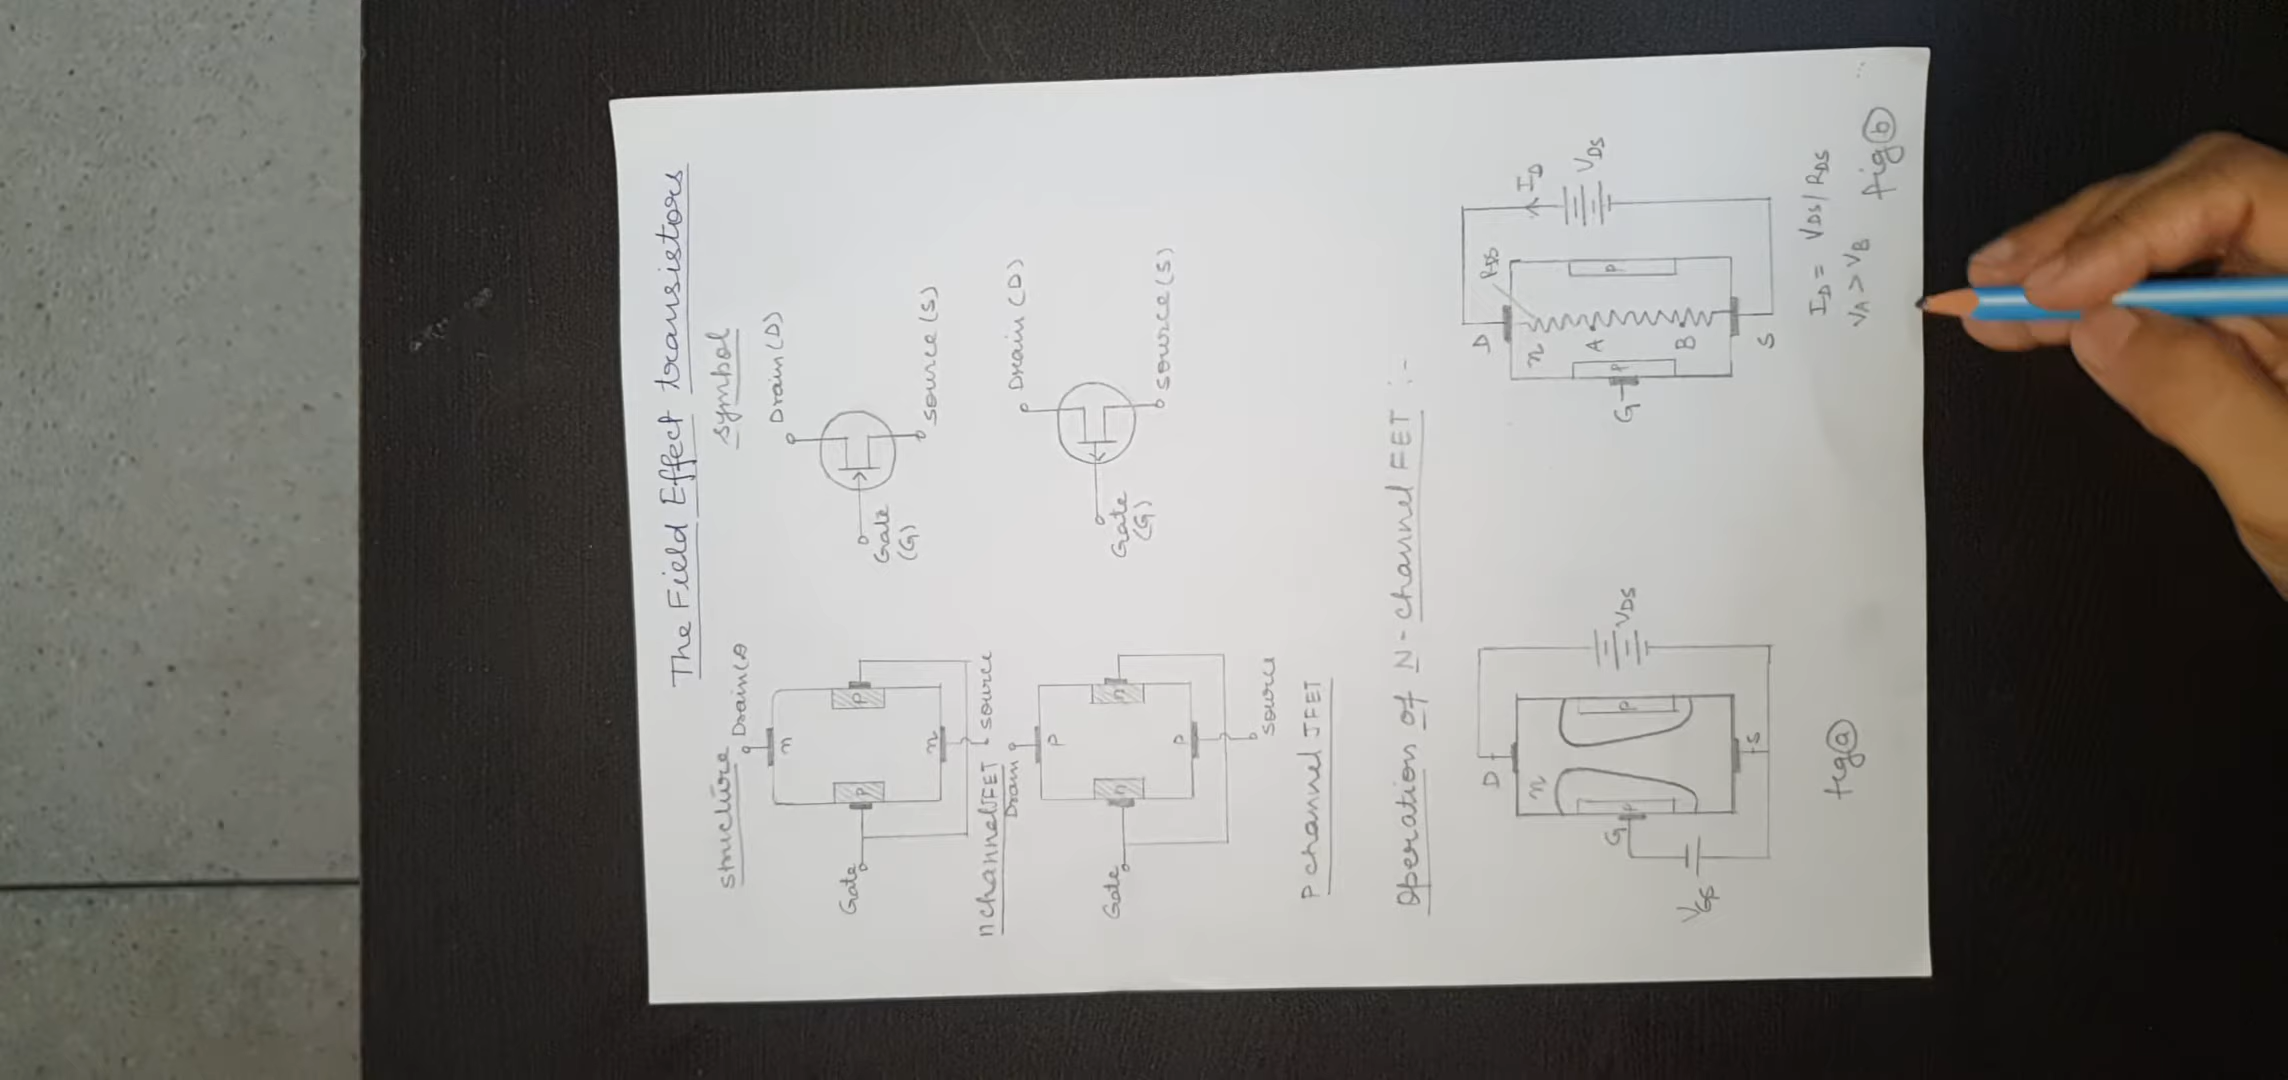 The Field Effect transistors
structure
symbol
Drain(D)
n
P
P
n
Gate
source
n channel JFET
Drain(D)
Gate
(G)
source(s)
Drain
P
n
n
P
Gate
source
P channel JFET
Drain(D)
Gate
(G)
source(s)
Operation of N-channel FET :-
D
n
G
P
P
S
VGS
VDS
fig a
D
RDS
ID
VDS
n
A
B
G
P
P
S
ID = VDS/RDS
VA > VB
fig b